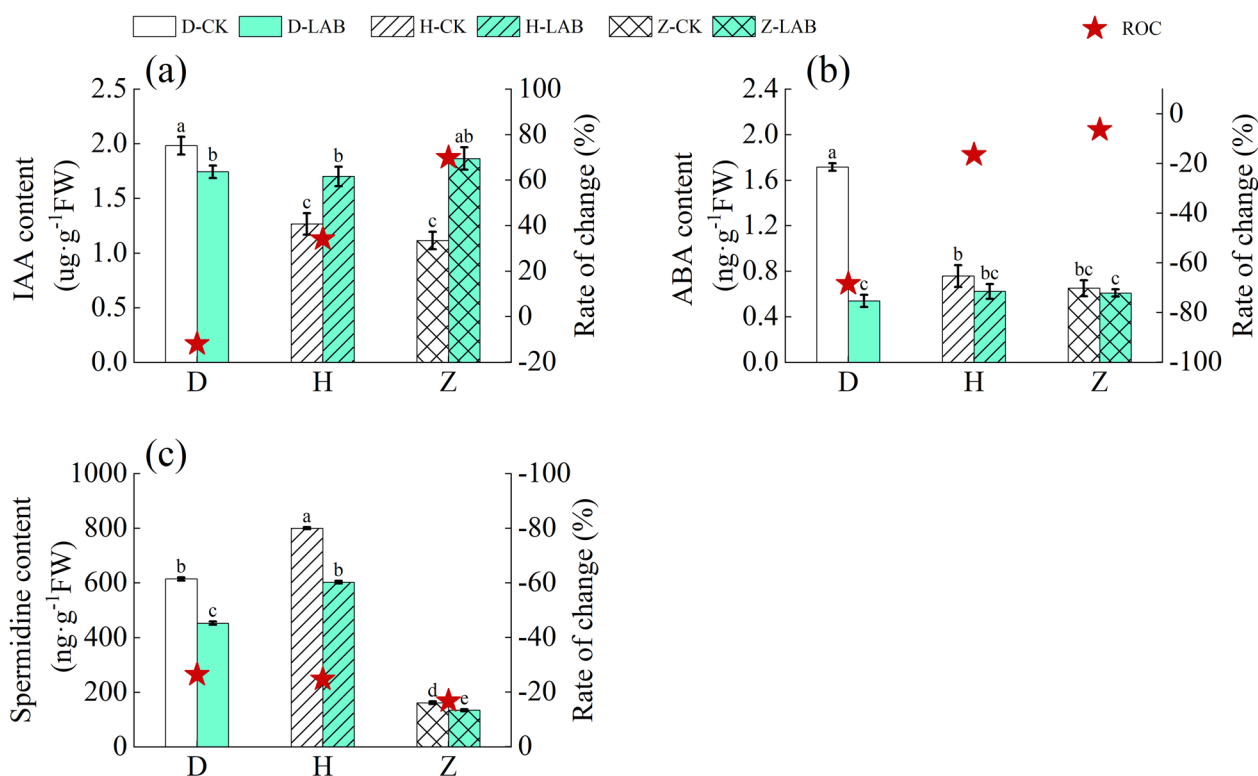 D-CK D-LAB H-CK H-LAB Z-CK Z-LAB ROC
(a)
IAA content
(ug·g⁻¹FW)
2.5
2.0
1.5
1.0
0.5
0.0
a
b
c
b
c
ab
D H Z
100
80
60
40
20
0
-20
Rate of change (%)
(b)
ABA content
(ng·g⁻¹FW)
2.4
2.0
1.6
1.2
0.8
0.4
0.0
a
c
b
bc
bc
c
D H Z
0
-20
-40
-60
-80
-100
Rate of change (%)
(c)
Spermidine content
(ng·g⁻¹FW)
1000
800
600
400
200
0
b
c
a
b
d
e
D H Z
-100
-80
-60
-40
-20
0
Rate of change (%)